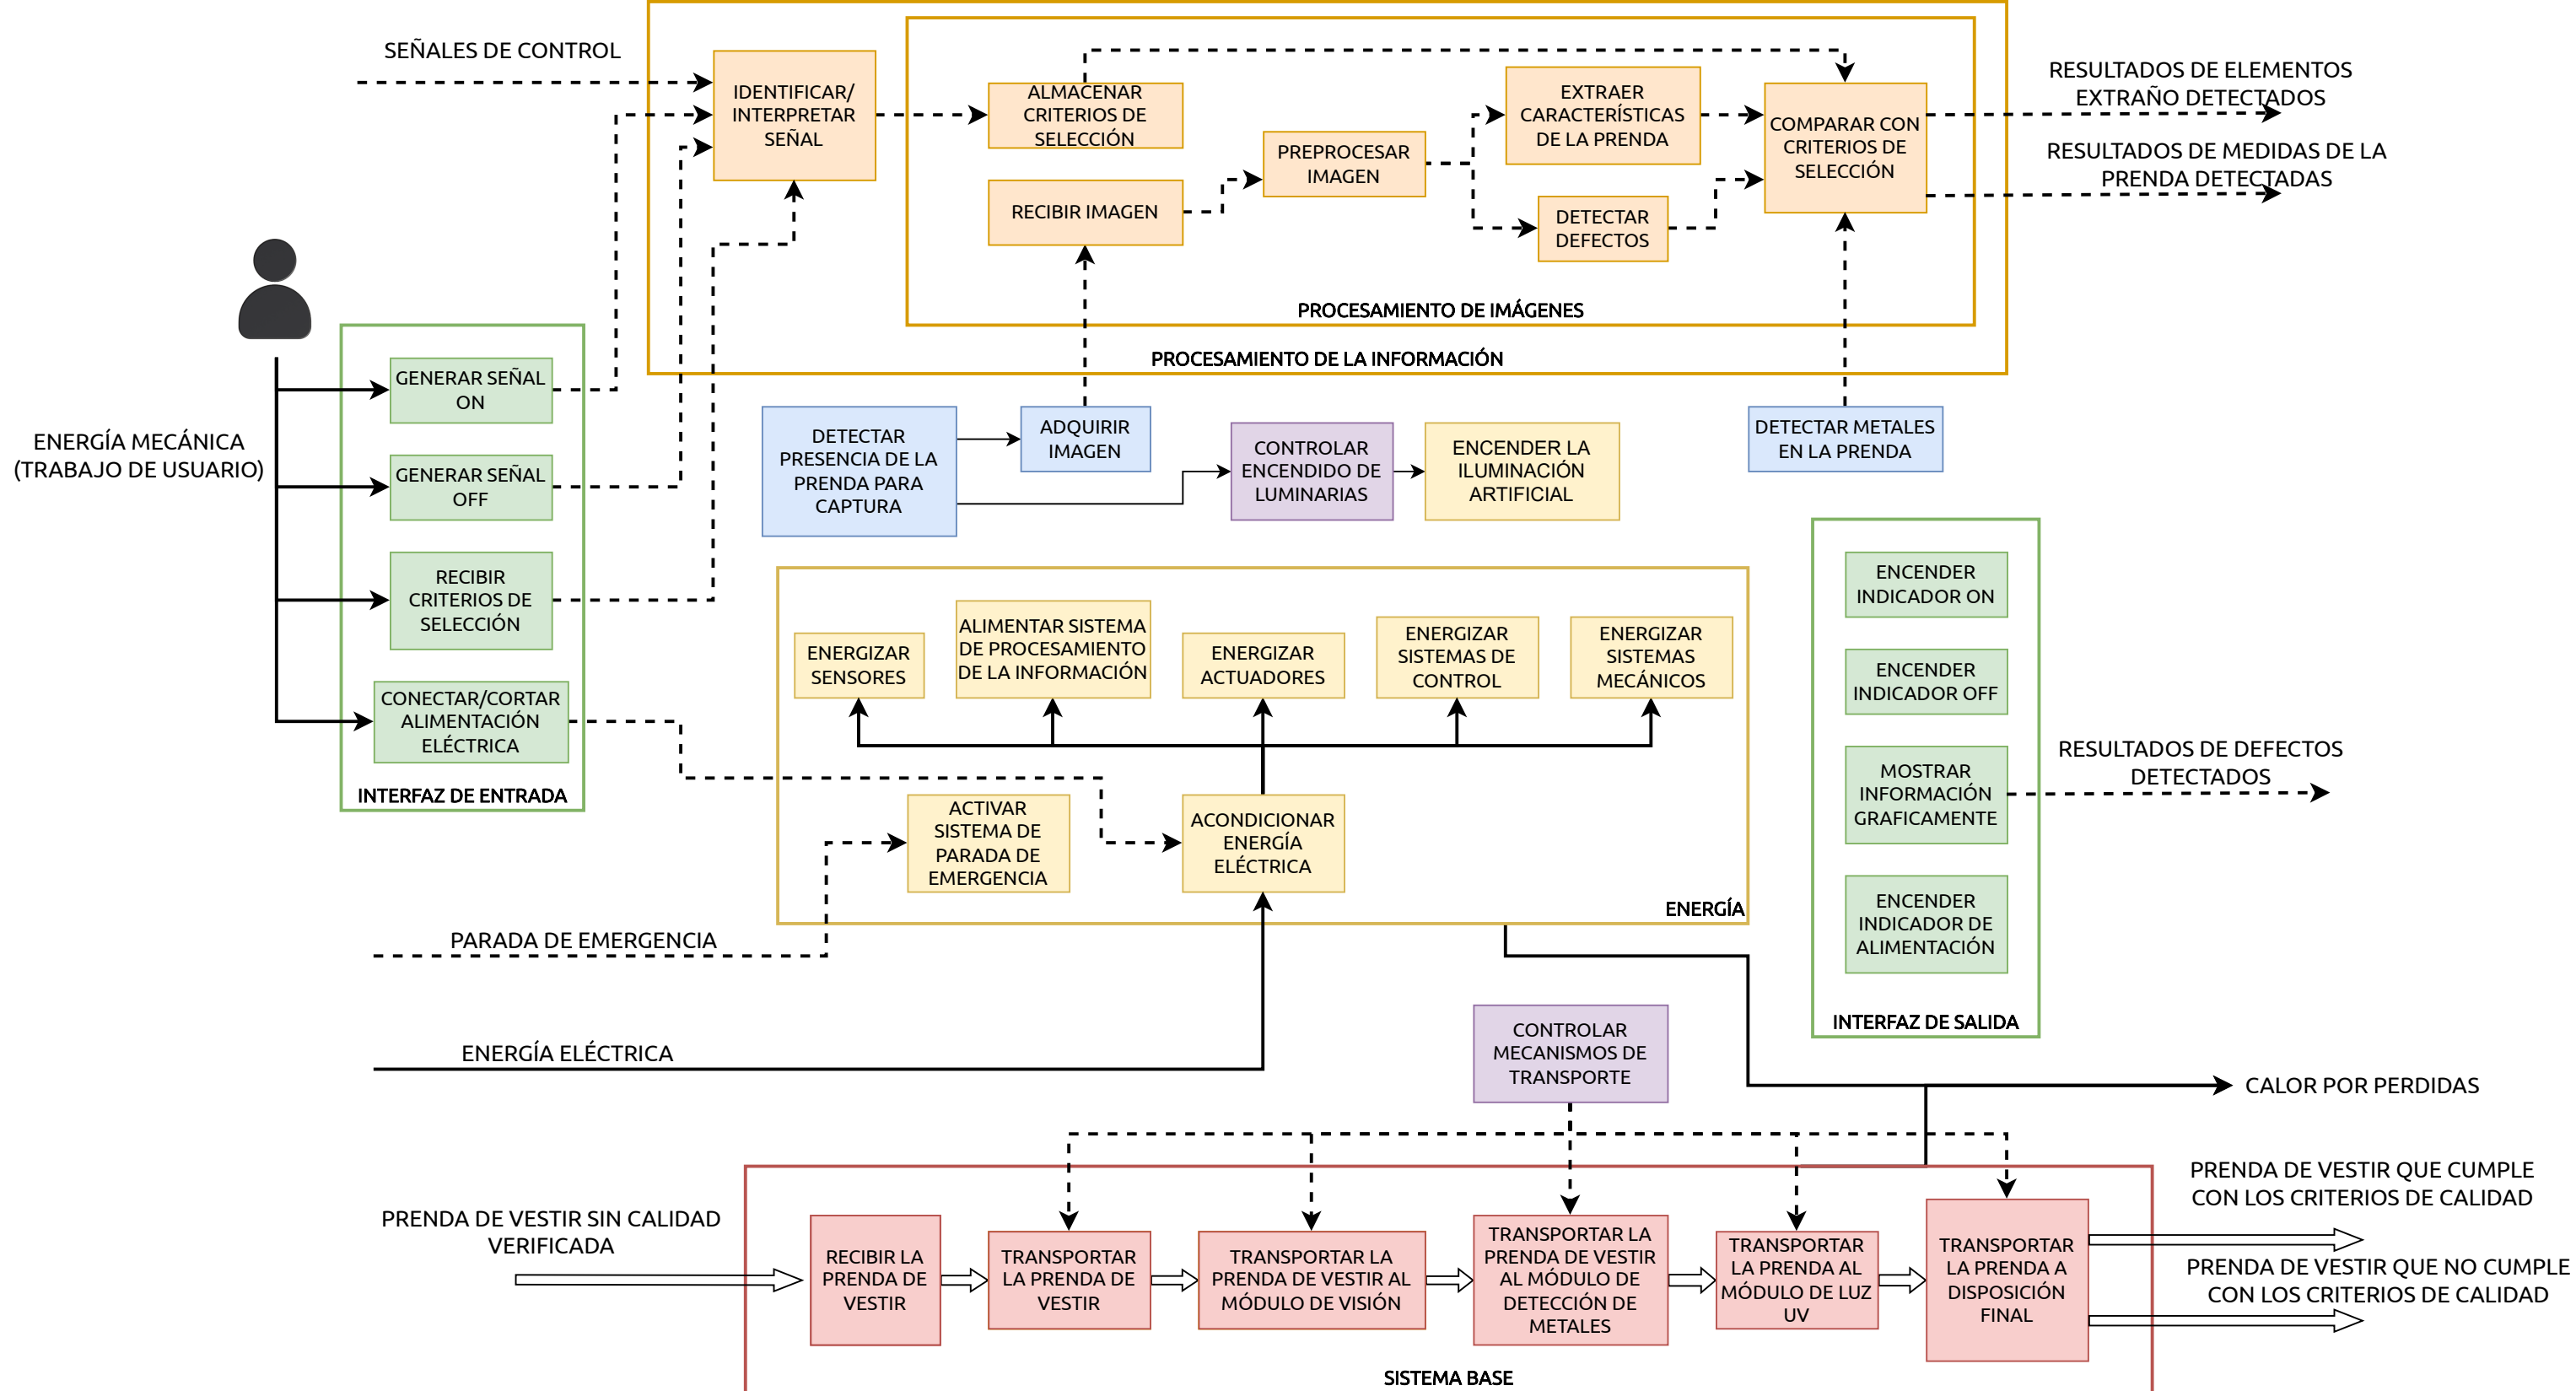 SEÑALES DE CONTROL
IDENTIFICAR/
INTERPRETAR
SEÑAL
ALMACENAR
CRITERIOS DE
SELECCIÓN
RECIBIR IMAGEN
PREPROCESAR
IMAGEN
EXTRAER
CARACTERÍSTICAS
DE LA PRENDA
DETECTAR
DEFECTOS
COMPARAR CON
CRITERIOS DE
SELECCIÓN
RESULTADOS DE ELEMENTOS
EXTRAÑO DETECTADOS
RESULTADOS DE MEDIDAS DE LA
PRENDA DETECTADAS
PROCESAMIENTO DE IMÁGENES
PROCESAMIENTO DE LA INFORMACIÓN
ENERGÍA MECÁNICA
(TRABAJO DE USUARIO)
GENERAR SEÑAL
ON
GENERAR SEÑAL
OFF
RECIBIR
CRITERIOS DE
SELECCIÓN
CONECTAR/CORTAR
ALIMENTACIÓN
ELÉCTRICA
INTERFAZ DE ENTRADA
DETECTAR
PRESENCIA DE LA
PRENDA PARA
CAPTURA
ADQUIRIR
IMAGEN
CONTROLAR
ENCENDIDO DE
LUMINARIAS
ENCENDER LA
ILUMINACIÓN
ARTIFICIAL
DETECTAR METALES
EN LA PRENDA
ENERGIZAR
SENSORES
ALIMENTAR SISTEMA
DE PROCESAMIENTO
DE LA INFORMACIÓN
ENERGIZAR
ACTUADORES
ENERGIZAR
SISTEMAS DE
CONTROL
ENERGIZAR
SISTEMAS
MECÁNICOS
ACTIVAR
SISTEMA DE
PARADA DE
EMERGENCIA
ACONDICIONAR
ENERGÍA
ELÉCTRICA
ENERGÍA
ENCENDER
INDICADOR ON
ENCENDER
INDICADOR OFF
MOSTRAR
INFORMACIÓN
GRAFICAMENTE
ENCENDER
INDICADOR DE
ALIMENTACIÓN
INTERFAZ DE SALIDA
RESULTADOS DE DEFECTOS
DETECTADOS
PARADA DE EMERGENCIA
ENERGÍA ELÉCTRICA
CONTROLAR
MECANISMOS DE
TRANSPORTE
CALOR POR PERDIDAS
PRENDA DE VESTIR SIN CALIDAD
VERIFICADA
RECIBIR LA
PRENDA DE
VESTIR
TRANSPORTAR
LA PRENDA DE
VESTIR
TRANSPORTAR LA
PRENDA DE VESTIR AL
MÓDULO DE VISIÓN
TRANSPORTAR LA
PRENDA DE VESTIR
AL MÓDULO DE
DETECCIÓN DE
METALES
TRANSPORTAR
LA PRENDA AL
MÓDULO DE LUZ
UV
TRANSPORTAR
LA PRENDA A
DISPOSICIÓN
FINAL
PRENDA DE VESTIR QUE CUMPLE
CON LOS CRITERIOS DE CALIDAD
PRENDA DE VESTIR QUE NO CUMPLE
CON LOS CRITERIOS DE CALIDAD
SISTEMA BASE